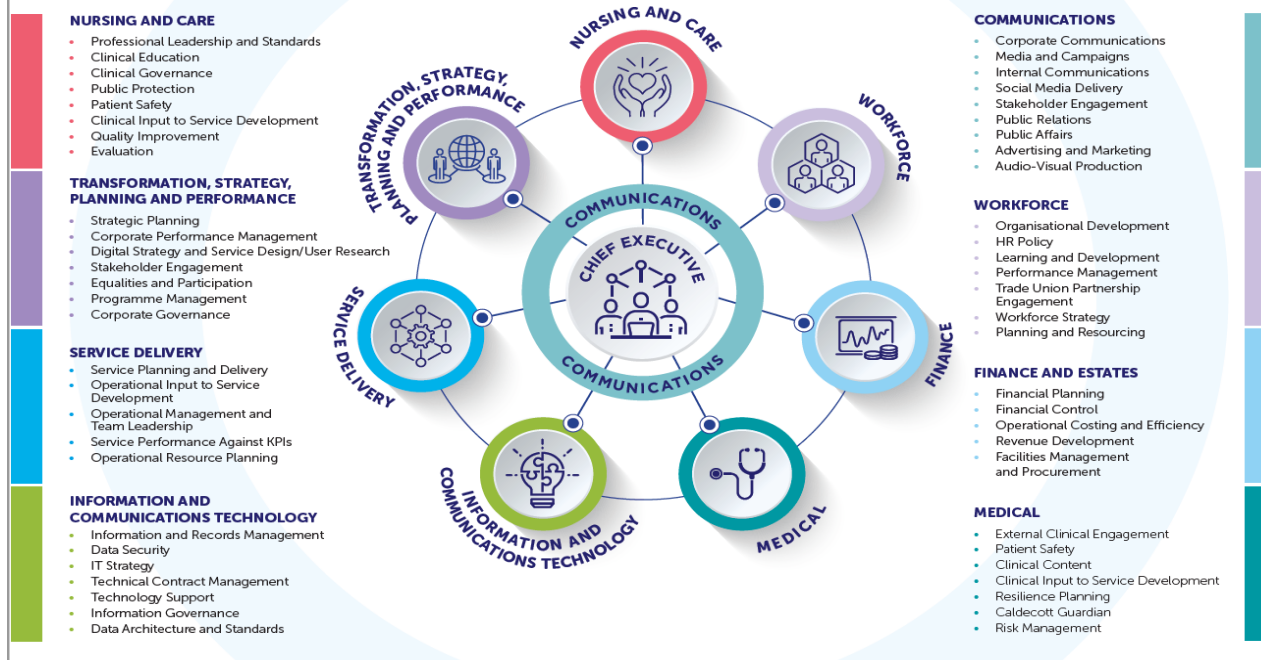 NURSING AND CARE
• Professional Leadership and Standards
• Clinical Education
• Clinical Governance
• Public Protection
• Patient Safety
• Clinical Input to Service Development
• Quality Improvement
• Evaluation
TRANSFORMATION, STRATEGY,
PLANNING AND PERFORMANCE
• Strategic Planning
• Corporate Performance Management
• Digital Strategy and Service Design/User Research
• Stakeholder Engagement
• Equalities and Participation
• Programme Management
• Corporate Governance
SERVICE DELIVERY
• Service Planning and Delivery
• Operational Input to Service
Development
• Operational Management and
Team Leadership
• Service Performance Against KPIs
• Operational Resource Planning
INFORMATION AND
COMMUNICATIONS TECHNOLOGY
• Information and Records Management
• Data Security
• IT Strategy
• Technical Contract Management
• Technology Support
• Information Governance
• Data Architecture and Standards
NURSING AND CARE
WORKFORCE
FINANCE
MEDICAL
INFORMATION AND
COMMUNICATIONS TECHNOLOGY
SERVICE DELIVERY
TRANSFORMATION, STRATEGY,
PLANNING AND PERFORMANCE
COMMUNICATIONS
CHIEF EXECUTIVE
COMMUNICATIONS
COMMUNICATIONS
• Corporate Communications
• Media and Campaigns
• Internal Communications
• Social Media Delivery
• Stakeholder Engagement
• Public Relations
• Public Affairs
• Advertising and Marketing
• Audio-Visual Production
WORKFORCE
• Organisational Development
• HR Policy
• Learning and Development
• Performance Management
• Trade Union Partnership
Engagement
• Workforce Strategy
• Planning and Resourcing
FINANCE AND ESTATES
• Financial Planning
• Financial Control
• Operational Costing and Efficiency
• Revenue Development
• Facilities Management
and Procurement
MEDICAL
• External Clinical Engagement
• Patient Safety
• Clinical Content
• Clinical Input to Service Development
• Resilience Planning
• Caldecott Guardian
• Risk Management